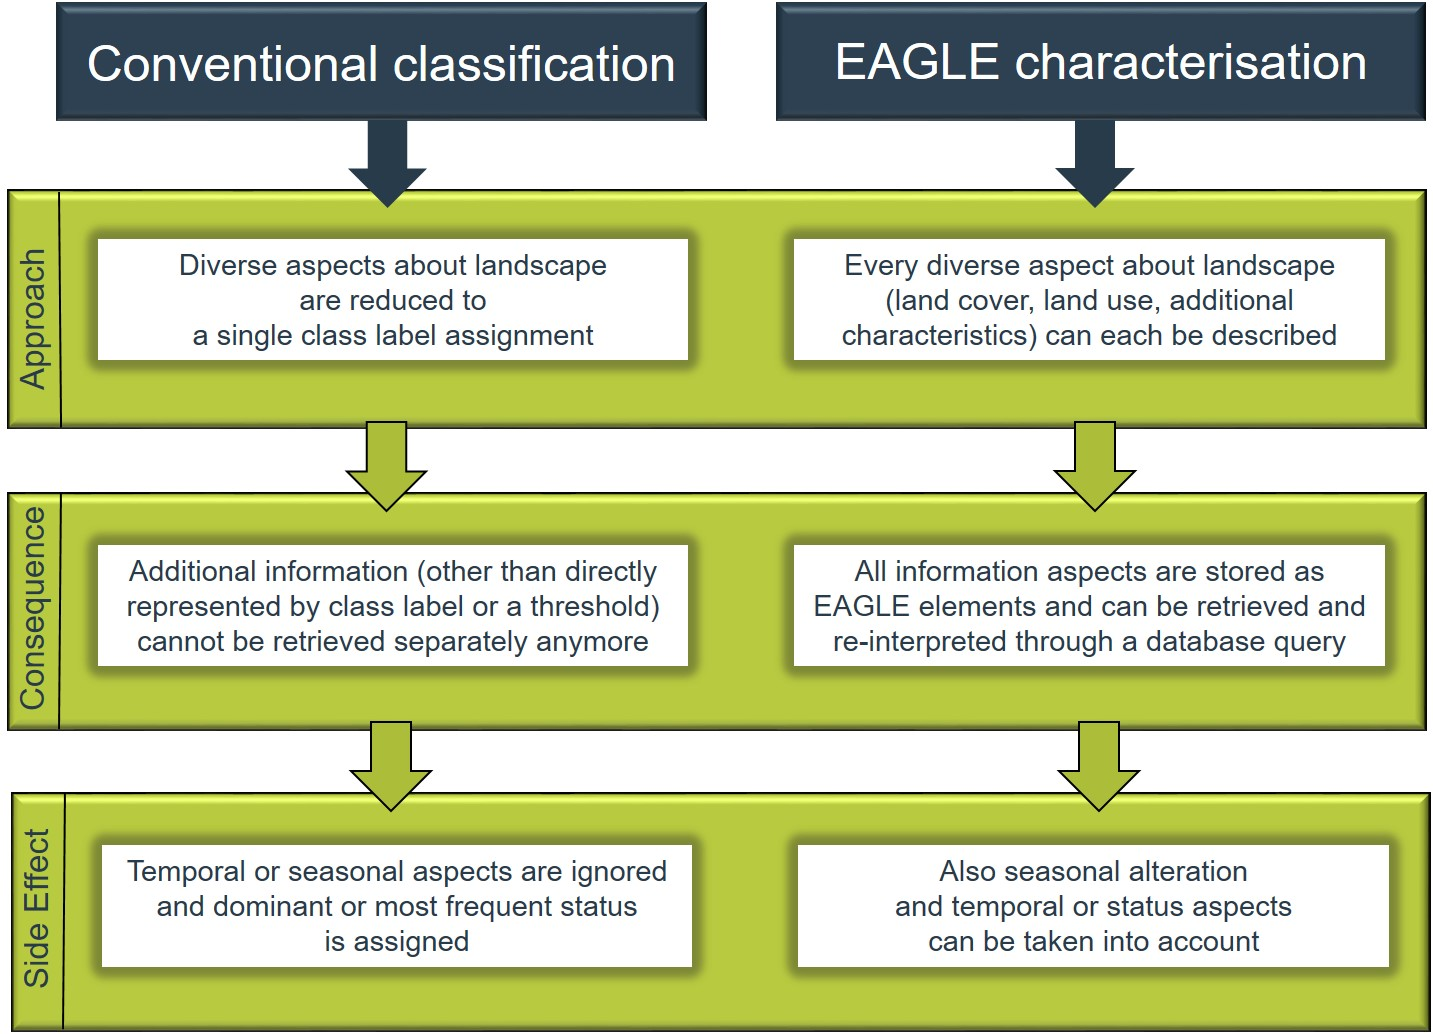 Conventional classification
EAGLE characterisation
Approach
Diverse aspects about landscape
are reduced to
a single class label assignment
Every diverse aspect about landscape
(land cover, land use, additional
characteristics) can each be described
Consequence
Additional information (other than directly
represented by class label or a threshold)
cannot be retrieved separately anymore
All information aspects are stored as
EAGLE elements and can be retrieved and
re-interpreted through a database query
Side Effect
Temporal or seasonal aspects are ignored
and dominant or most frequent status
is assigned
Also seasonal alteration
and temporal or status aspects
can be taken into account